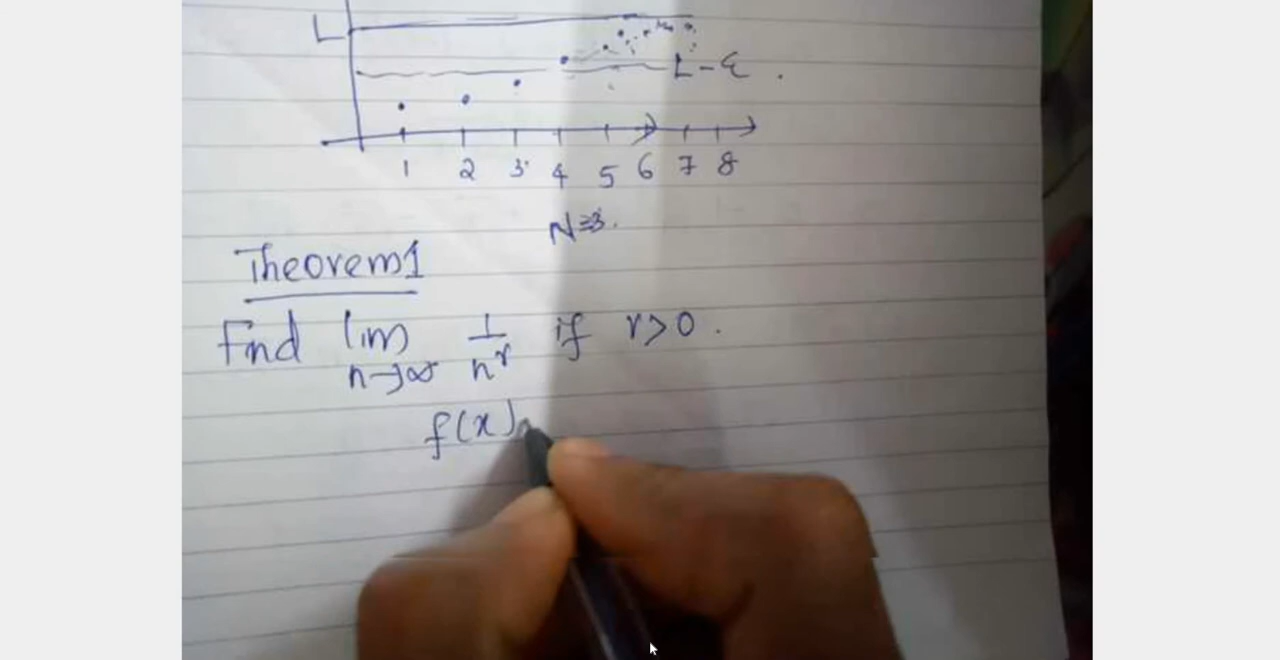 L
L-ε.
1 2 3 4 5 6 7 8
N=3.
Theorem1
Find lim 1/n^r if r>0.
n→∞
f(x)